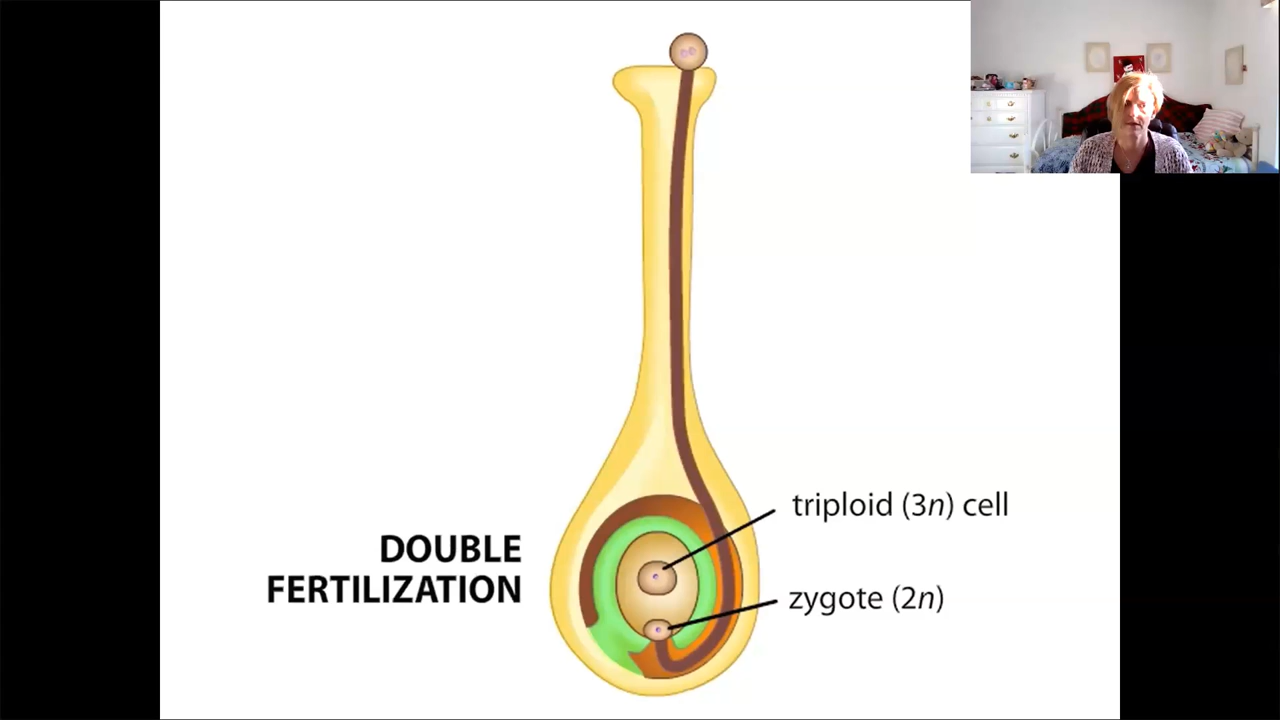 DOUBLE
FERTILIZATION
triploid (3n) cell
zygote (2n)